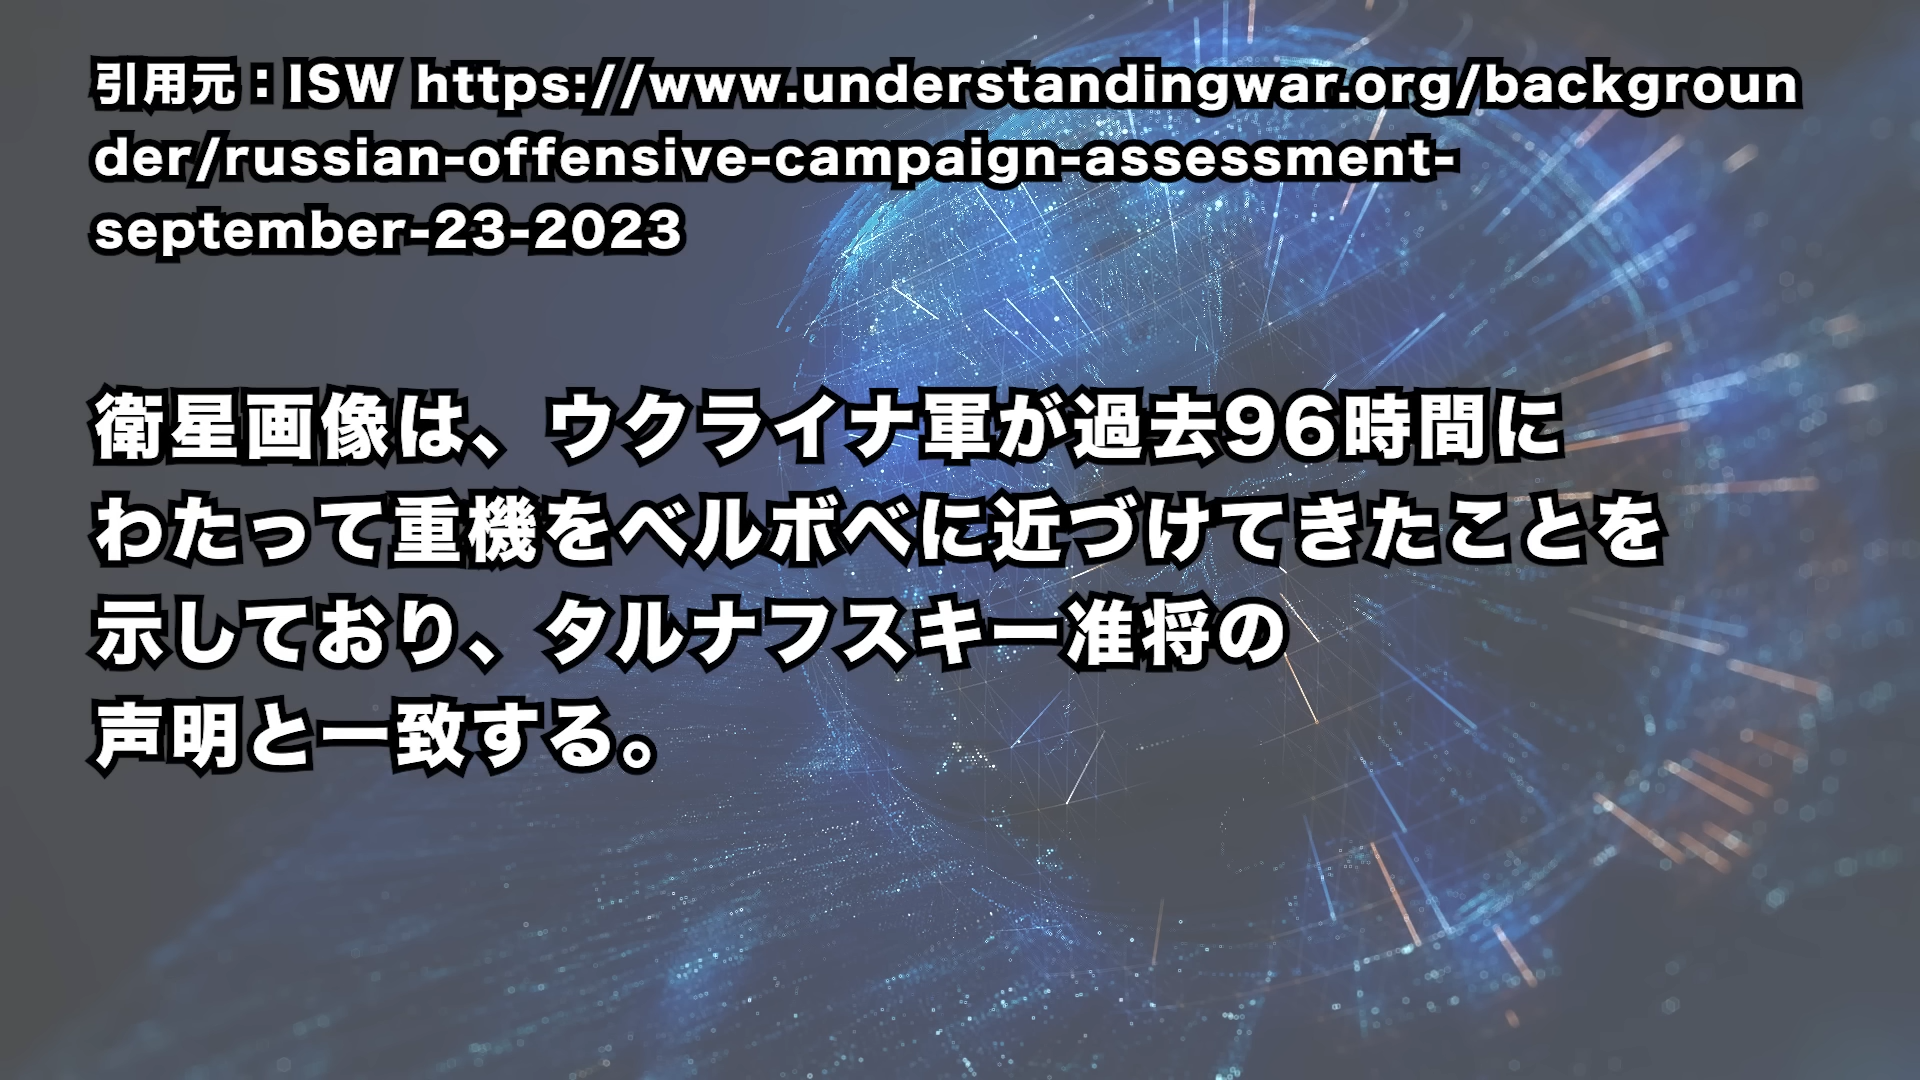 引用元：ISW https://www.understandingwar.org/backgroun
der/russian-offensive-campaign-assessment-
september-23-2023
衛星画像は、ウクライナ軍が過去96時間に
わたって重機をベルボベに近づけてきたことを
示しており、タルナフスキー准将の
声明と一致する。